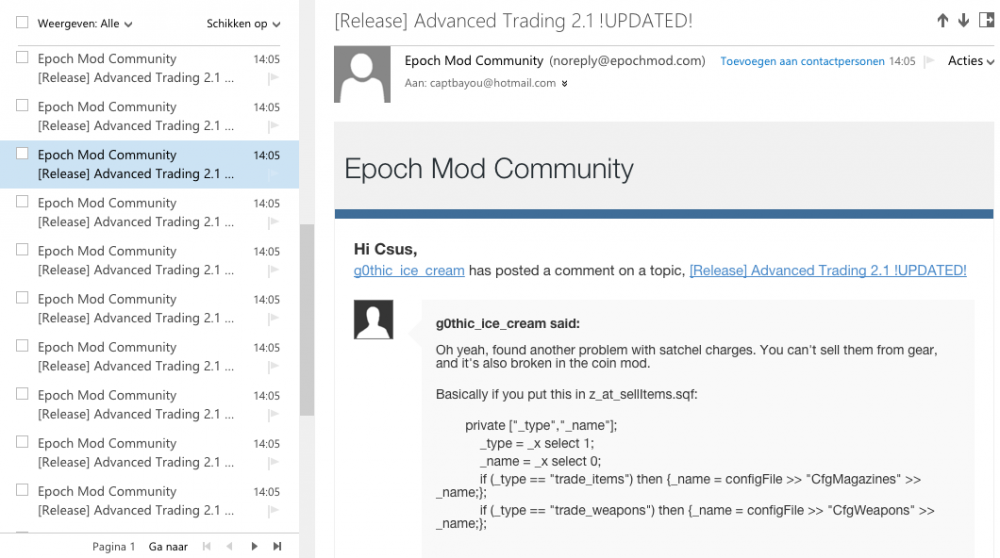 Weergeven: Alle
Schikken op
Epoch Mod Community
14:05
[Release] Advanced Trading 2.1 ...
Epoch Mod Community
14:05
[Release] Advanced Trading 2.1 ...
Epoch Mod Community
14:05
[Release] Advanced Trading 2.1 ...
Epoch Mod Community
14:05
[Release] Advanced Trading 2.1 ...
Epoch Mod Community
14:05
[Release] Advanced Trading 2.1 ...
Epoch Mod Community
14:05
[Release] Advanced Trading 2.1 ...
Epoch Mod Community
14:05
[Release] Advanced Trading 2.1 ...
Epoch Mod Community
14:05
[Release] Advanced Trading 2.1 ...
Epoch Mod Community
14:05
[Release] Advanced Trading 2.1 ...
Epoch Mod Community
14:05
[Release] Advanced Trading 2.1 ...
Pagina 1 Ga naar
[Release] Advanced Trading 2.1 !UPDATED!
Epoch Mod Community (noreply@epochmod.com) Toevoegen aan contactpersonen 14:05
Acties
Aan: captbayou@hotmail.com
Epoch Mod Community
Hi Csus,
g0thic_ice_cream has posted a comment on a topic, [Release] Advanced Trading 2.1 !UPDATED!
g0thic_ice_cream said:
Oh yeah, found another problem with satchel charges. You can't sell them from gear,
and it's also broken in the coin mod.
Basically if you put this in z_at_sellItems.sqf:
private ["_type","_name"];
_type = _x select 1;
_name = _x select 0;
if (_type == "trade_items") then {_name = configFile >> "CfgMagazines" >>
_name;};
if (_type == "trade_weapons") then {_name = configFile >> "CfgWeapons" >>
_name;};